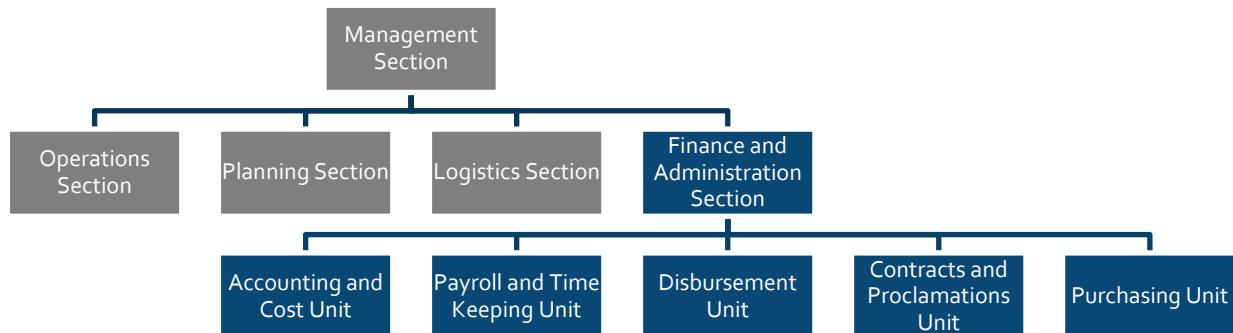 Management
Section
Operations
Section
Planning Section
Logistics Section
Finance and
Administration
Section
Accounting and
Cost Unit
Payroll and Time
Keeping Unit
Disbursement
Unit
Contracts and
Proclamations
Unit
Purchasing Unit